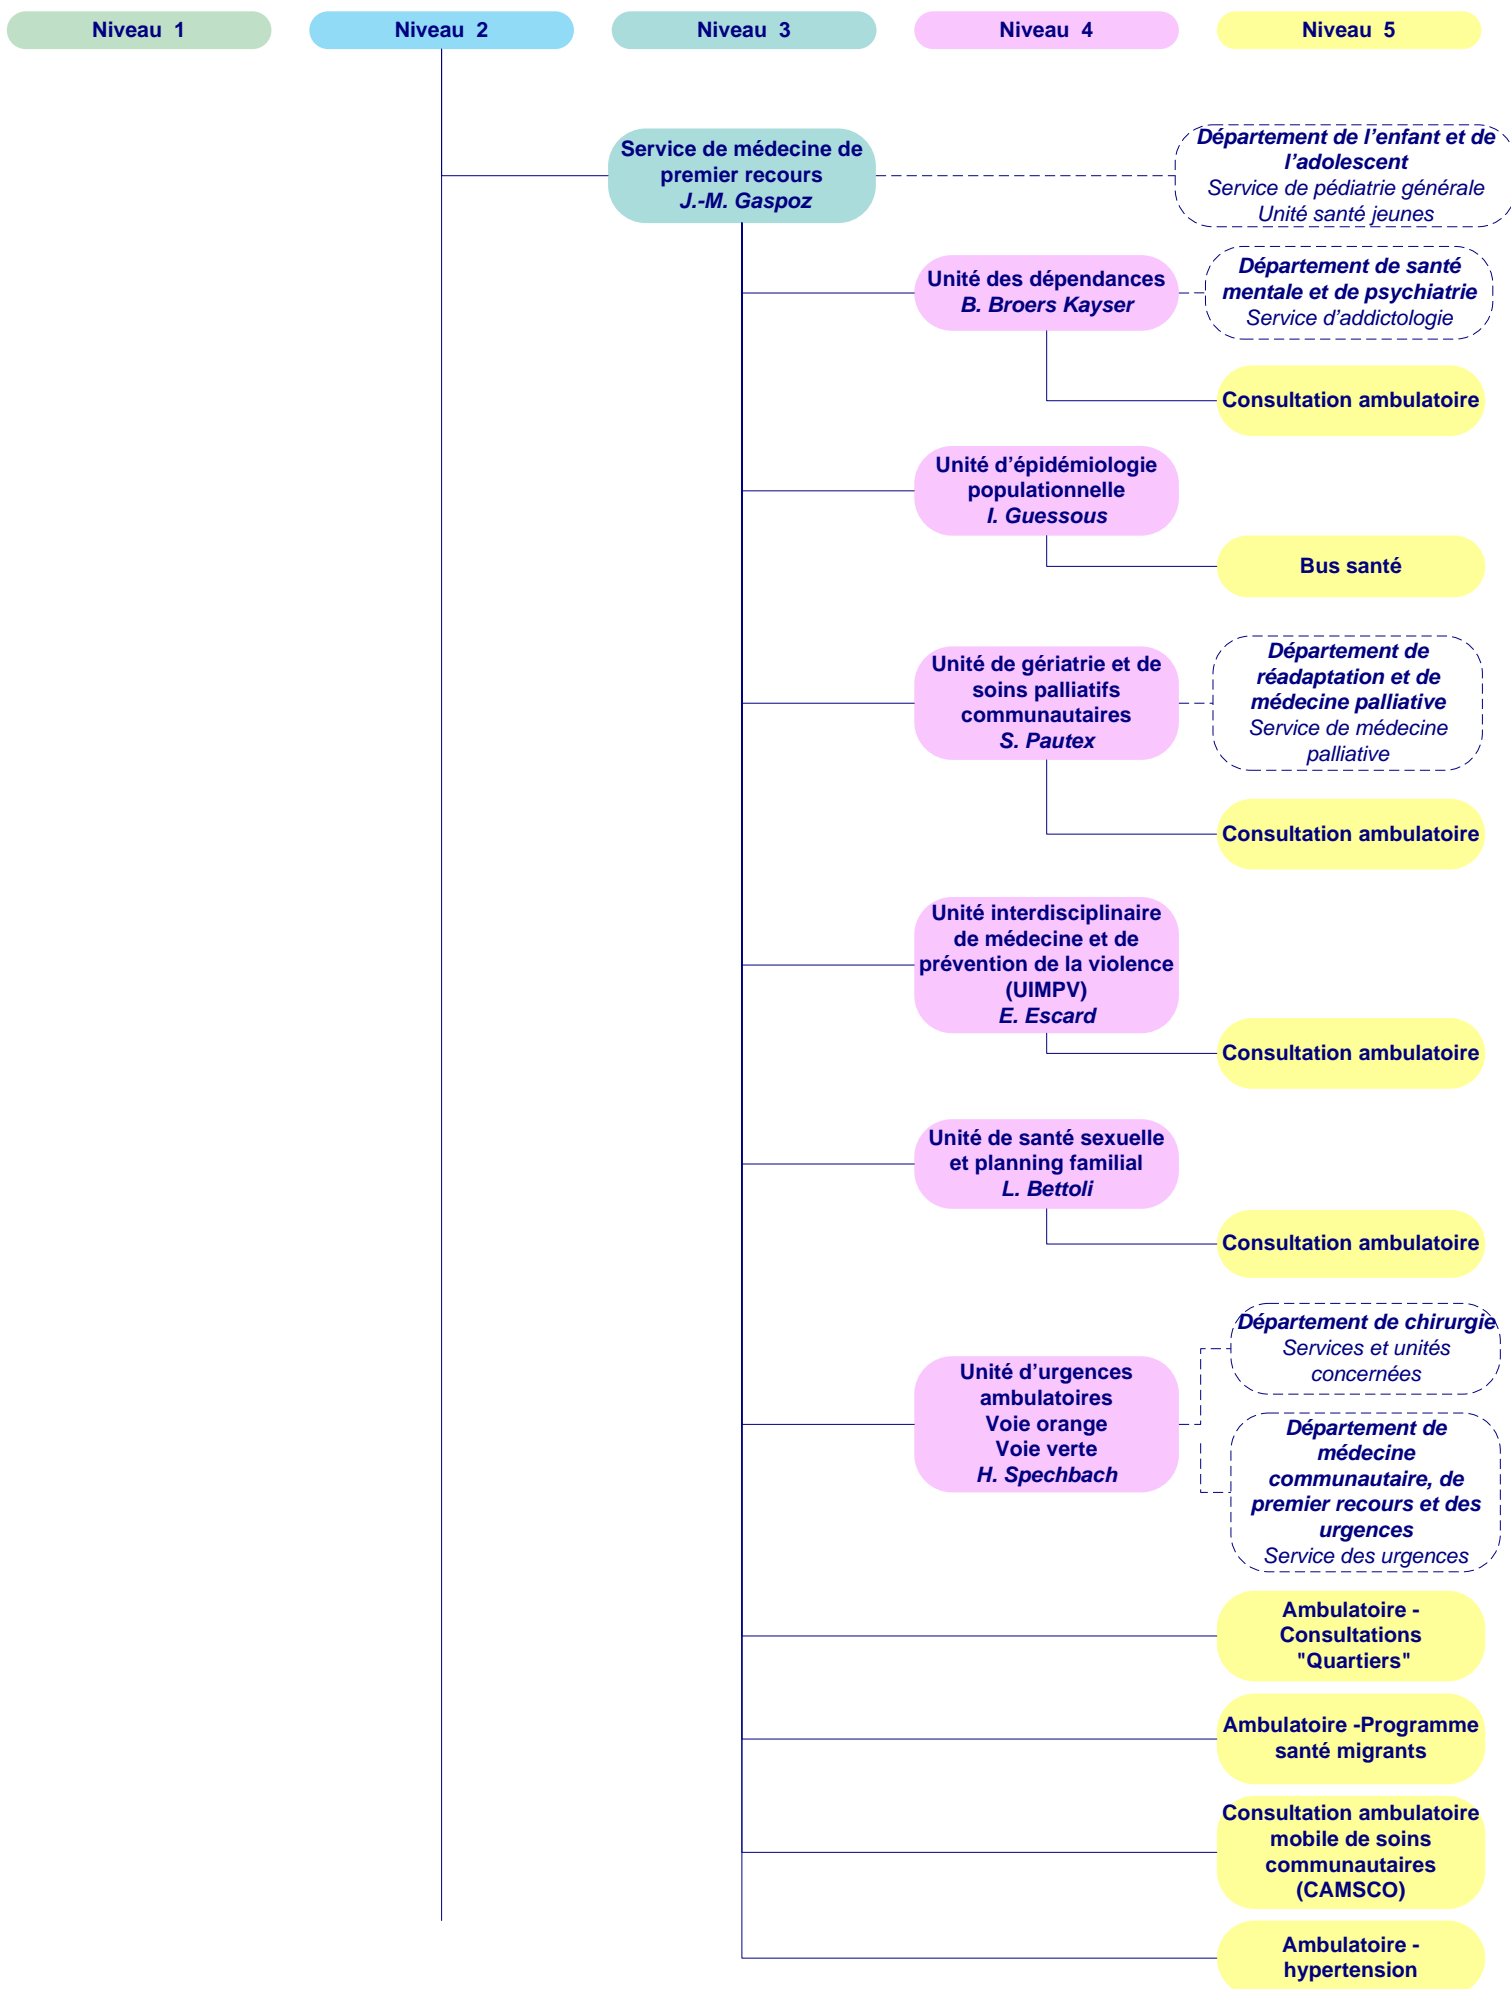 Niveau  1
Niveau  2
Niveau  3
Niveau  4
Niveau  5
Service de médecine de
premier recours
J.-M. Gaspoz
Département de l’enfant et de
l’adolescent
Service de pédiatrie générale
Unité santé jeunes
Unité des dépendances
B. Broers Kayser
Département de santé
mentale et de psychiatrie
Service d’addictologie
Consultation ambulatoire
Unité d’épidémiologie
populationnelle
I. Guessous
Bus santé
Unité de gériatrie et de
soins palliatifs
communautaires
S. Pautex
Département de
réadaptation et de
médecine palliative
Service de médecine
palliative
Consultation ambulatoire
Unité interdisciplinaire
de médecine et de
prévention de la violence
(UIMPV)
E. Escard
Consultation ambulatoire
Unité de santé sexuelle
et planning familial
L. Bettoli
Consultation ambulatoire
Unité d’urgences
ambulatoires
Voie orange
Voie verte
H. Spechbach
Département de chirurgie
Services et unités
concernées
Département de
médecine
communautaire, de
premier recours et des
urgences
Service des urgences
Ambulatoire -
Consultations
"Quartiers"
Ambulatoire -Programme
santé migrants
Consultation ambulatoire
mobile de soins
communautaires
(CAMSCO)
Ambulatoire -
hypertension